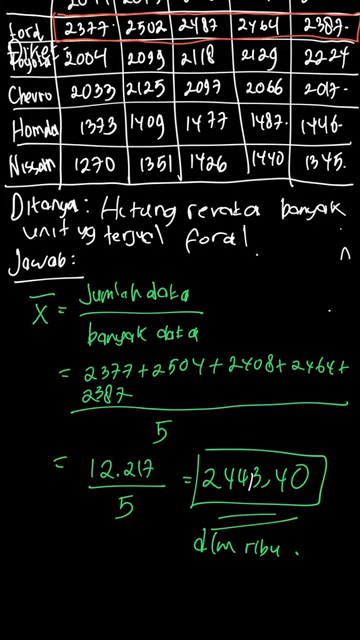 Ford 2377 2502 2487 2464 2387
Diket
Toyota 2004 2099 2118 2129 2224
Chevro 2033 2125 2097 2066 2017
Honda 1373 1409 1477 1487 1446
Nissan 1270 1351 1426 1440 1345
Ditanya: Hitung rerata banyak
unit yg terjual ford
Jawab:
x̄ = Jumlah data
banyak data
= 2377+2504+2408+2464+
2387
5
= 12.217
5
= 2443,40
dlm ribu.